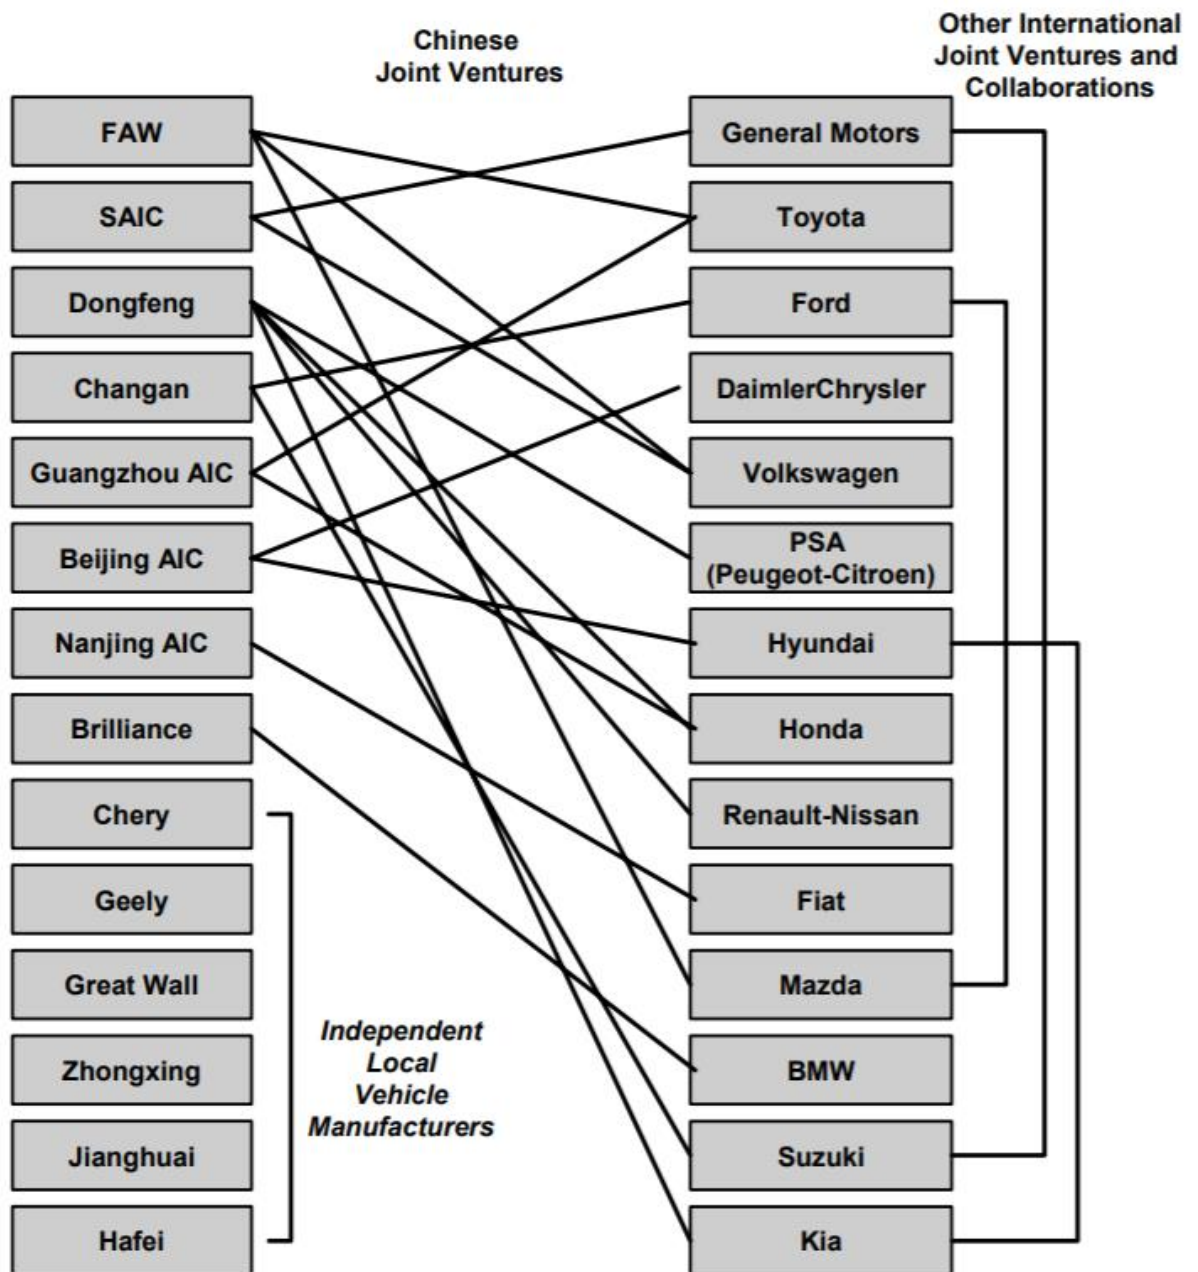 Chinese
Joint Ventures
Other International
Joint Ventures and
Collaborations
FAW
SAIC
Dongfeng
Changan
Guangzhou AIC
Beijing AIC
Nanjing AIC
Brilliance
Chery
Geely
Great Wall
Zhongxing
Jianghuai
Hafei
Independent
Local
Vehicle
Manufacturers
General Motors
Toyota
Ford
DaimlerChrysler
Volkswagen
PSA
(Peugeot-Citroen)
Hyundai
Honda
Renault-Nissan
Fiat
Mazda
BMW
Suzuki
Kia